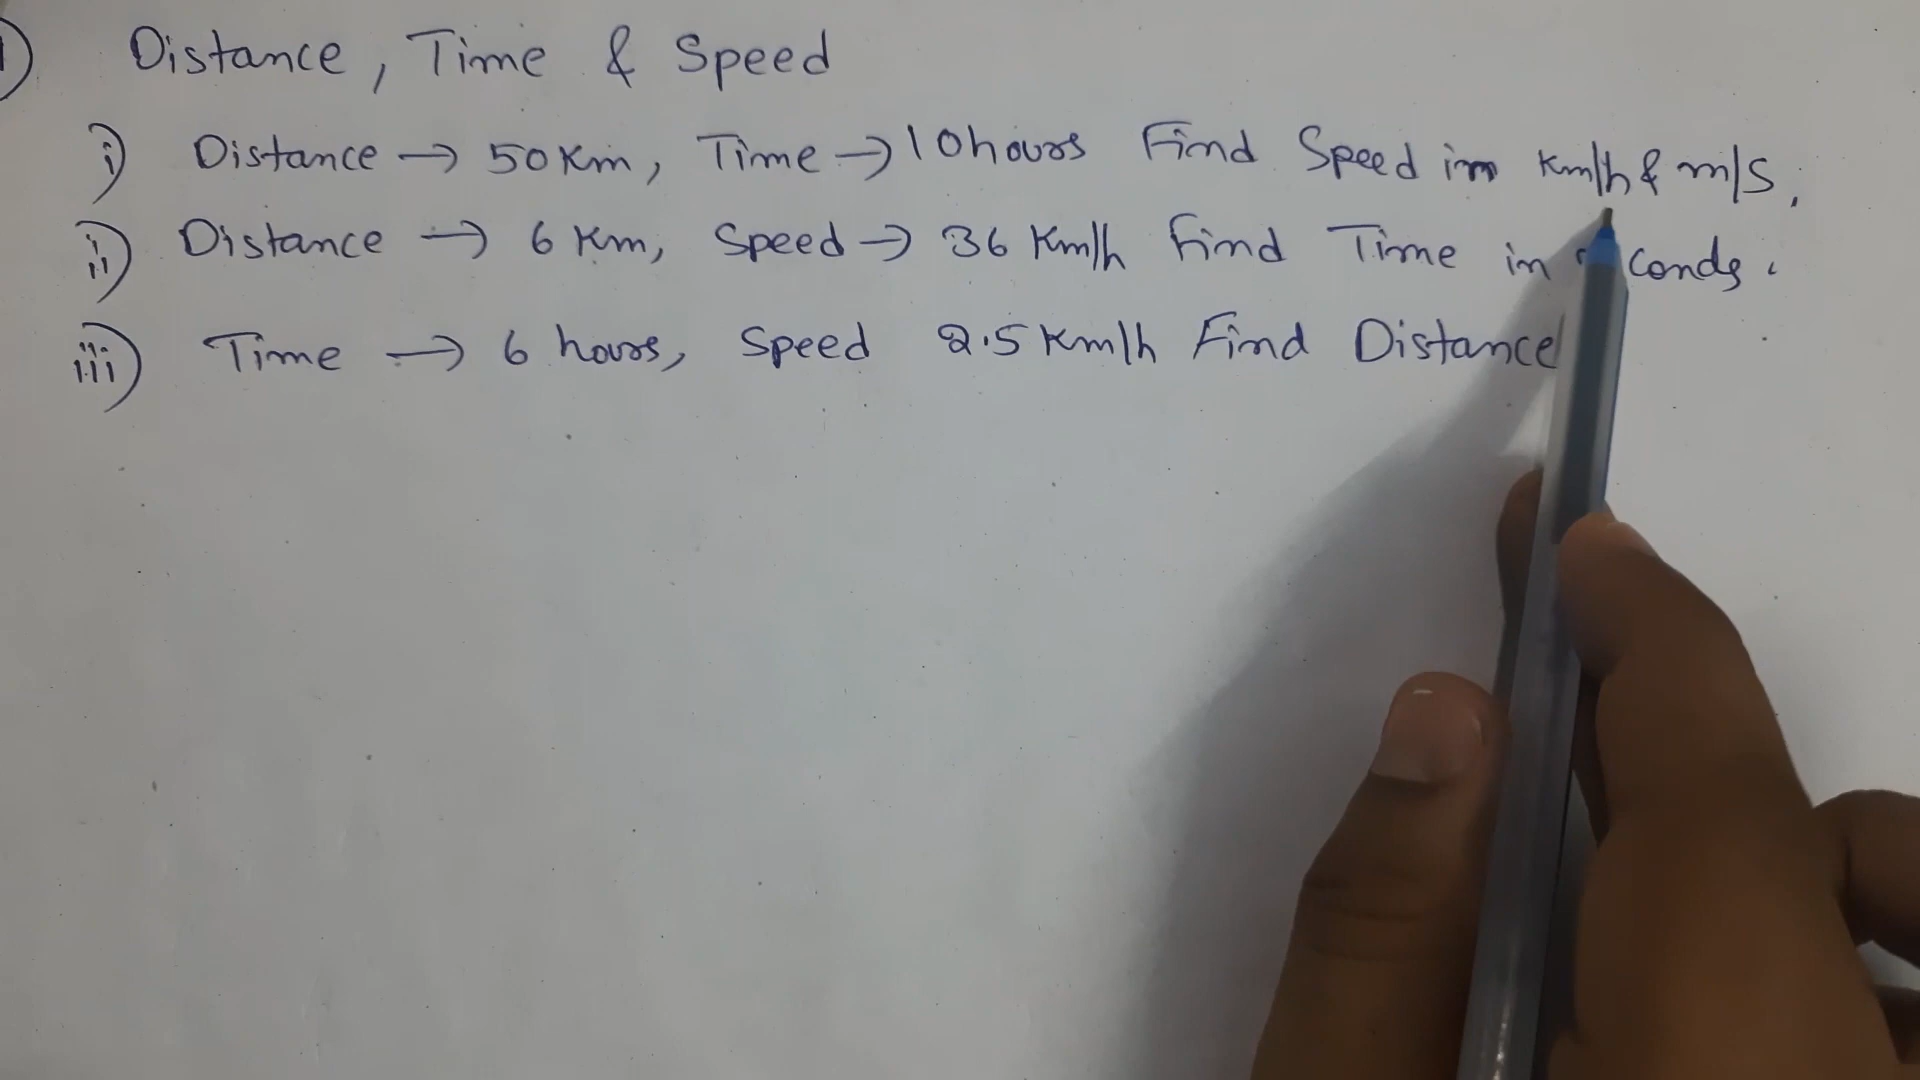 1) Distance, Time & Speed
i) Distance → 50 Km, Time → 10 hours Find Speed in Km/h & m/s.
ii) Distance → 6 Km, Speed → 36 Km/h Find Time in
iii) Time → 6 hours, Speed 2.5 Km/h Find Distance